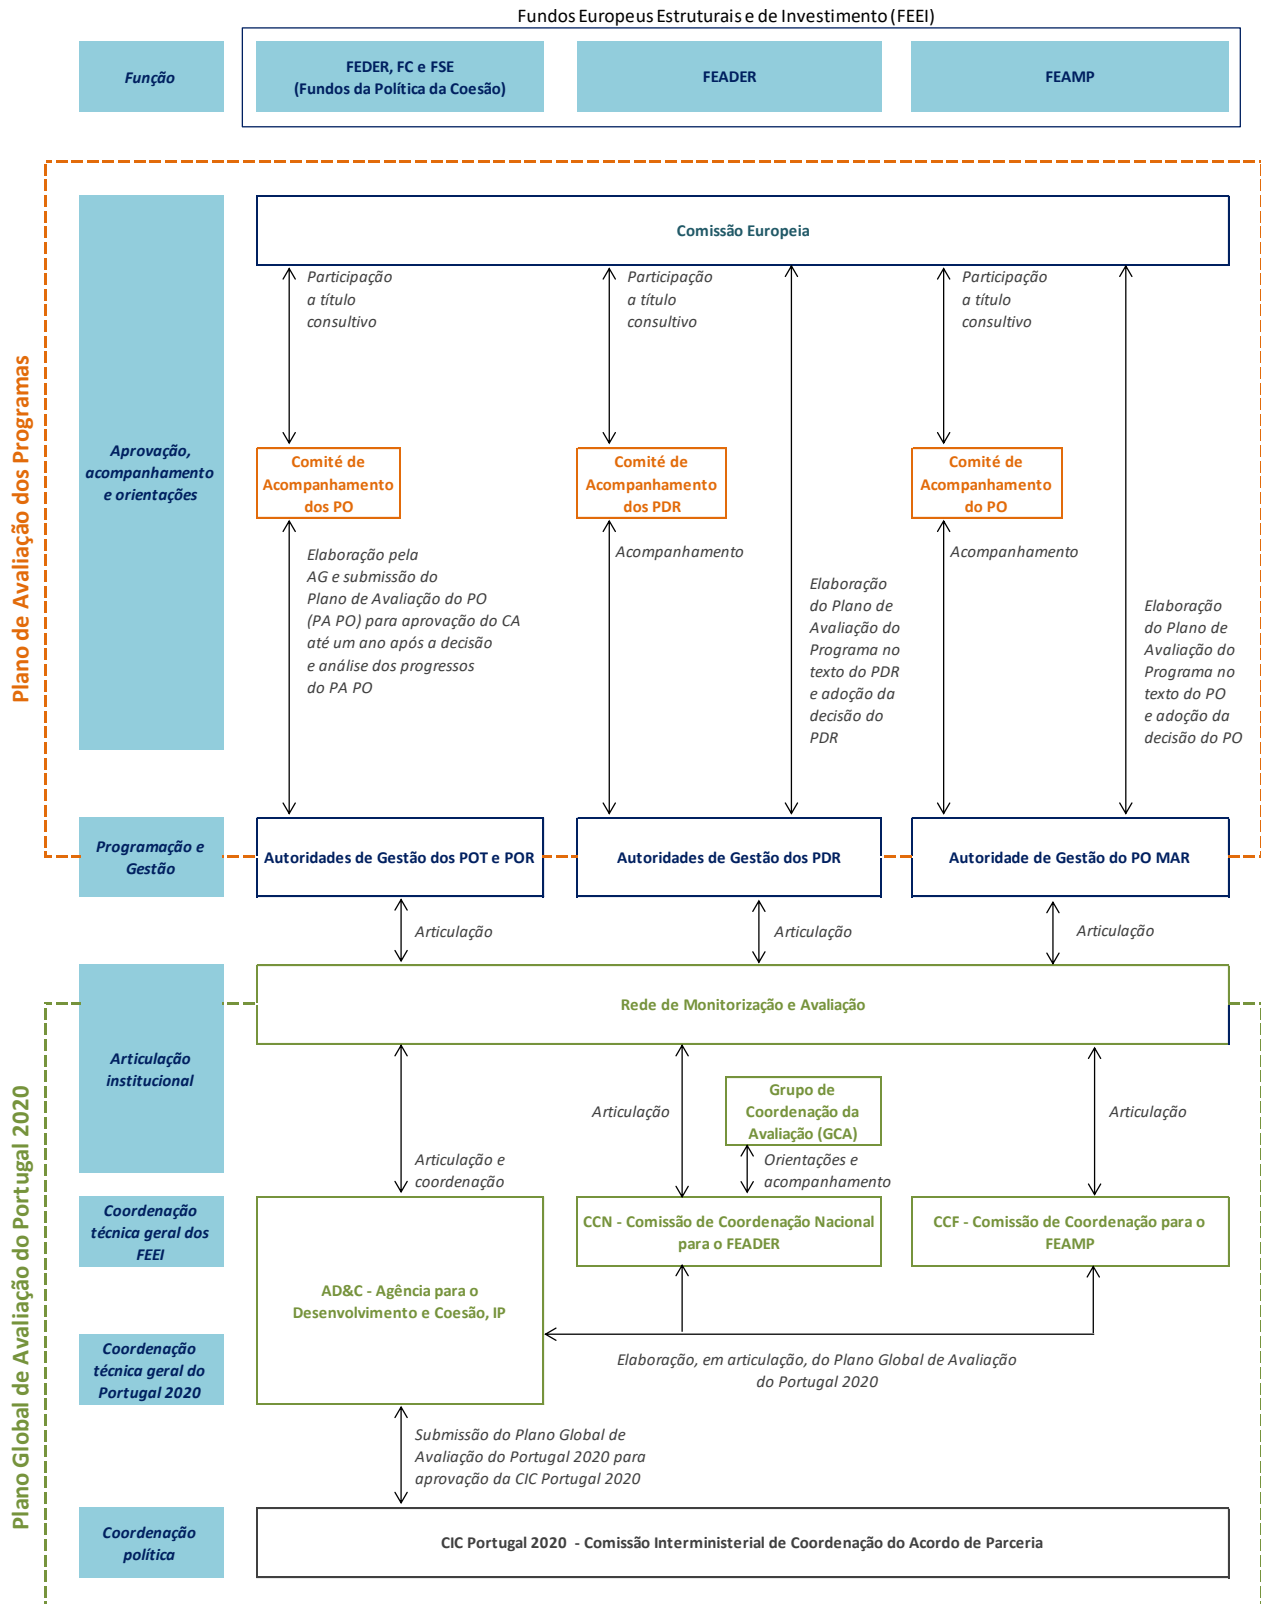 Fundos Europeus Estruturais e de Investimento (FEEI)
Função
FEDER, FC e FSE
(Fundos da Política da Coesão)
FEADER
FEAMP
Plano de Avaliação dos Programas
Aprovação,
acompanhamento
e orientações
Comissão Europeia
Participação
a título
consultivo
Participação
a título
consultivo
Participação
a título
consultivo
Comité de
Acompanhamento
dos PO
Comité de
Acompanhamento
dos PDR
Comité de
Acompanhamento
do PO
Elaboração pela
AG e submissão do
Plano de Avaliação do PO
(PA PO) para aprovação do CA
até um ano após a decisão
e análise dos progressos
do PA PO
Acompanhamento
Elaboração
do Plano de
Avaliação do
Programa no
texto do PDR
e adoção da
decisão do
PDR
Acompanhamento
Elaboração
do Plano de
Avaliação do
Programa no
texto do PO
e adoção da
decisão do PO
Programação e
Gestão
Autoridades de Gestão dos POT e POR
Autoridades de Gestão dos PDR
Autoridade de Gestão do PO MAR
Articulação
Articulação
Articulação
Plano Global de Avaliação do Portugal 2020
Articulação
institucional
Rede de Monitorização e Avaliação
Articulação e
coordenação
Articulação
Grupo de
Coordenação da
Avaliação (GCA)
Orientações e
acompanhamento
Articulação
Coordenação
técnica geral dos
FEEI
AD&C - Agência para o
Desenvolvimento e Coesão, IP
CCN - Comissão de Coordenação Nacional
para o FEADER
CCF - Comissão de Coordenação para o
FEAMP
Coordenação
técnica geral do
Portugal 2020
Elaboração, em articulação, do Plano Global de Avaliação
do Portugal 2020
Submissão do Plano Global de
Avaliação do Portugal 2020 para
aprovação da CIC Portugal 2020
Coordenação
política
CIC Portugal 2020 - Comissão Interministerial de Coordenação do Acordo de Parceria